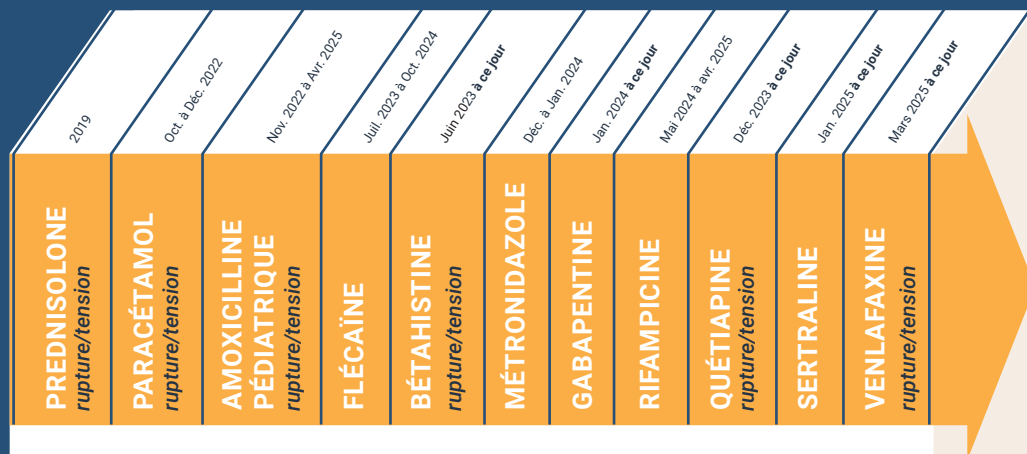 2019
PREDNISOLONE
rupture/tension
Oct. à Déc. 2022
PARACÉTAMOL
rupture/tension
Nov. 2022 à Avr. 2025
AMOXICILLINE
PÉDIATRIQUE
rupture/tension
Juil. 2023 à Oct. 2024
FLÉCAÏNE
Juin 2023 à ce jour
BÉTAHISTINE
rupture/tension
Déc. à Jan. 2024
MÉTRONIDAZOLE
Jan. 2024 à ce jour
GABAPENTINE
Mai 2024 à avr. 2025
RIFAMPICINE
Déc. 2023 à ce jour
QUÉTIAPINE
rupture/tension
Jan. 2025 à ce jour
SERTRALINE
Mars 2025 à ce jour
VENLAFAXINE
rupture/tension